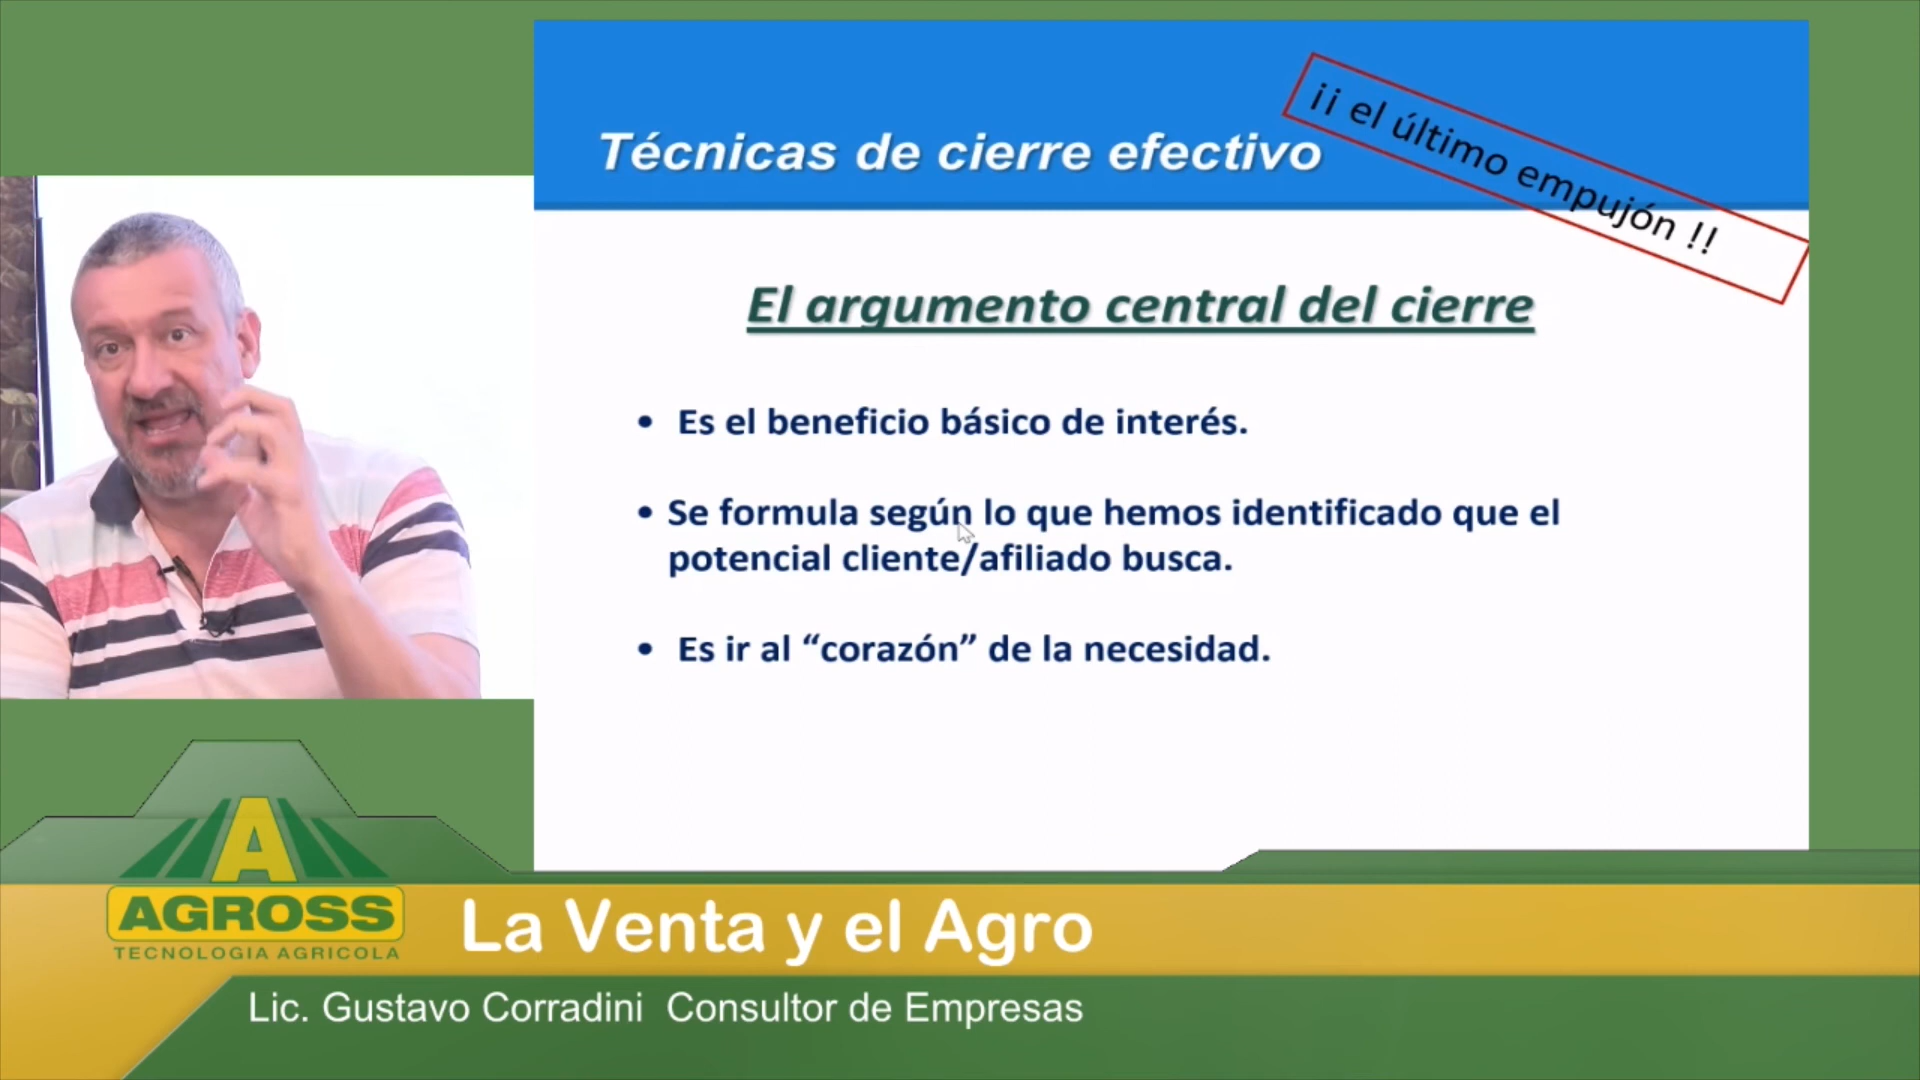 Técnicas de cierre efectivo
¡¡ el último empujón !!
El argumento central del cierre
• Es el beneficio básico de interés.
• Se formula según lo que hemos identificado que el
potencial cliente/afiliado busca.
• Es ir al “corazón” de la necesidad.
A
AGROSS
TECNOLOGIA AGRICOLA
La Venta y el Agro
Lic. Gustavo Corradini Consultor de Empresas